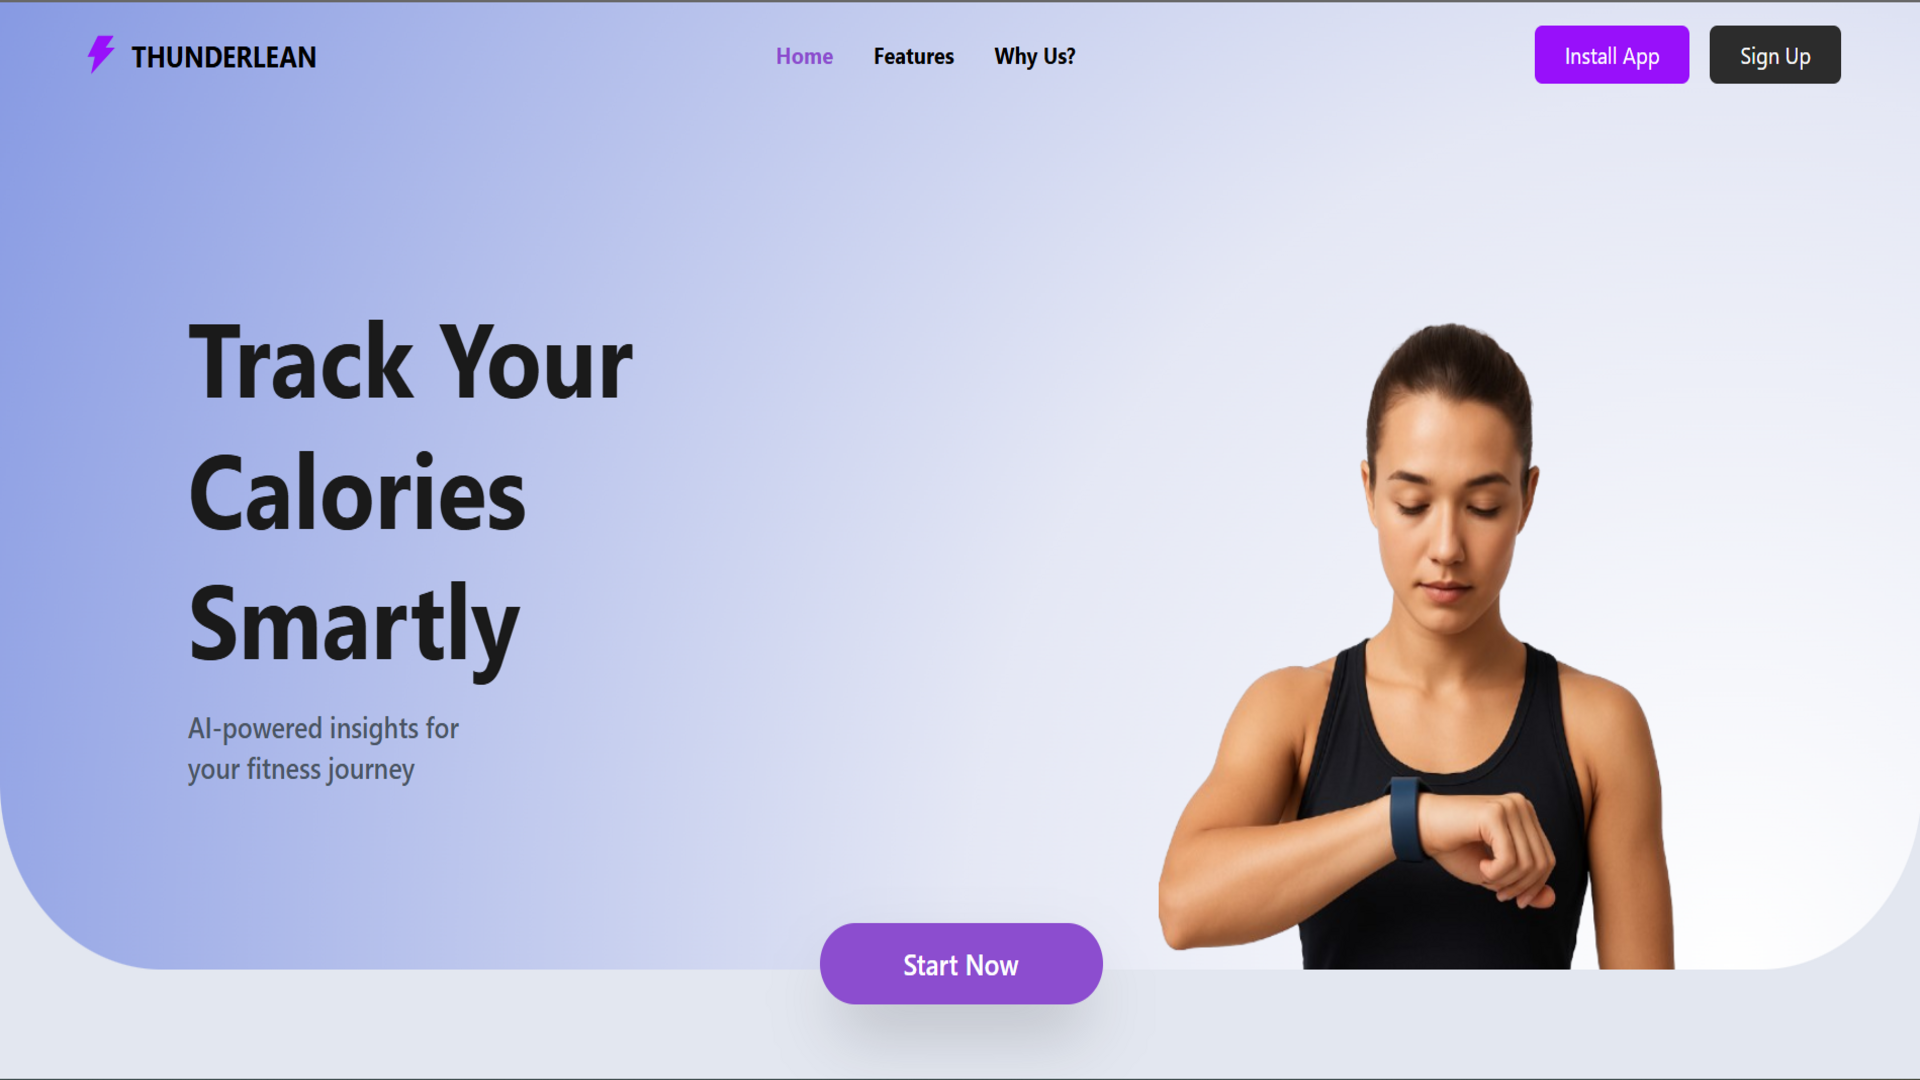 THUNDERLEAN
Home Features Why Us?
Install App
Sign Up
Track Your
Calories
Smartly
AI-powered insights for
your fitness journey
Start Now